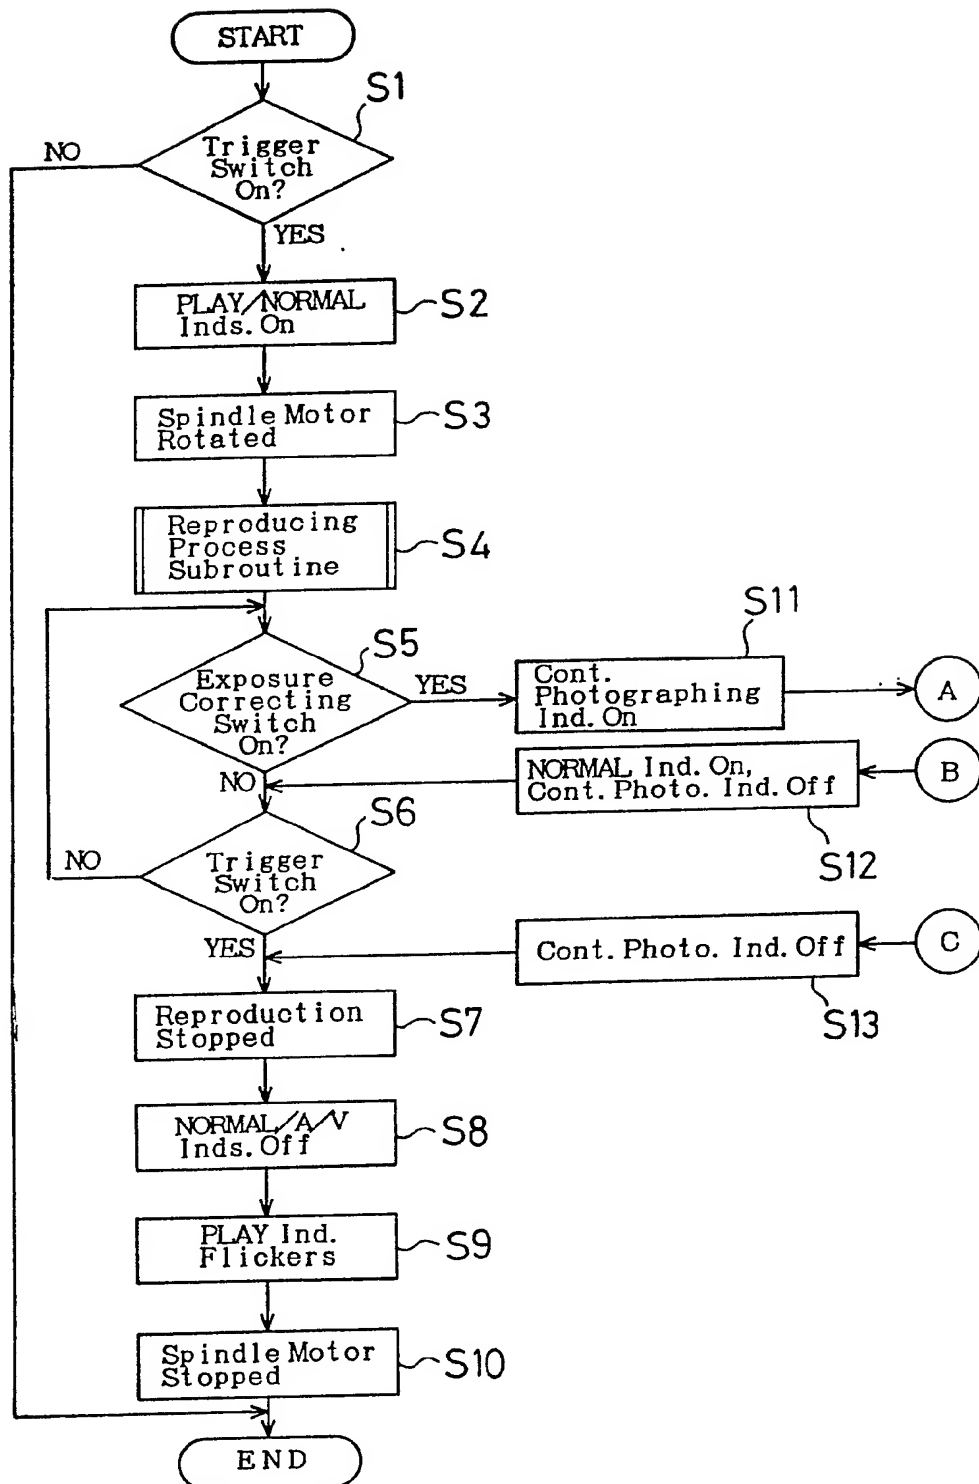 START
S1
Trigger
Switch
On?
NO
YES
PLAY/NORMAL
Inds. On
S2
Spindle Motor
Rotated
S3
Reproducing
Process
Subroutine
S4
Exposure
Correcting
Switch
On?
S5
YES
NO
Cont.
Photographing
Ind. On
S11
A
NORMAL Ind. On,
Cont. Photo. Ind. Off
B
S12
Trigger
Switch
On?
S6
NO
YES
Cont. Photo. Ind. Off
C
S13
Reproduction
Stopped
S7
NORMAL/A/V
Inds. Off
S8
PLAY Ind.
Flickers
S9
Spindle Motor
Stopped
S10
END